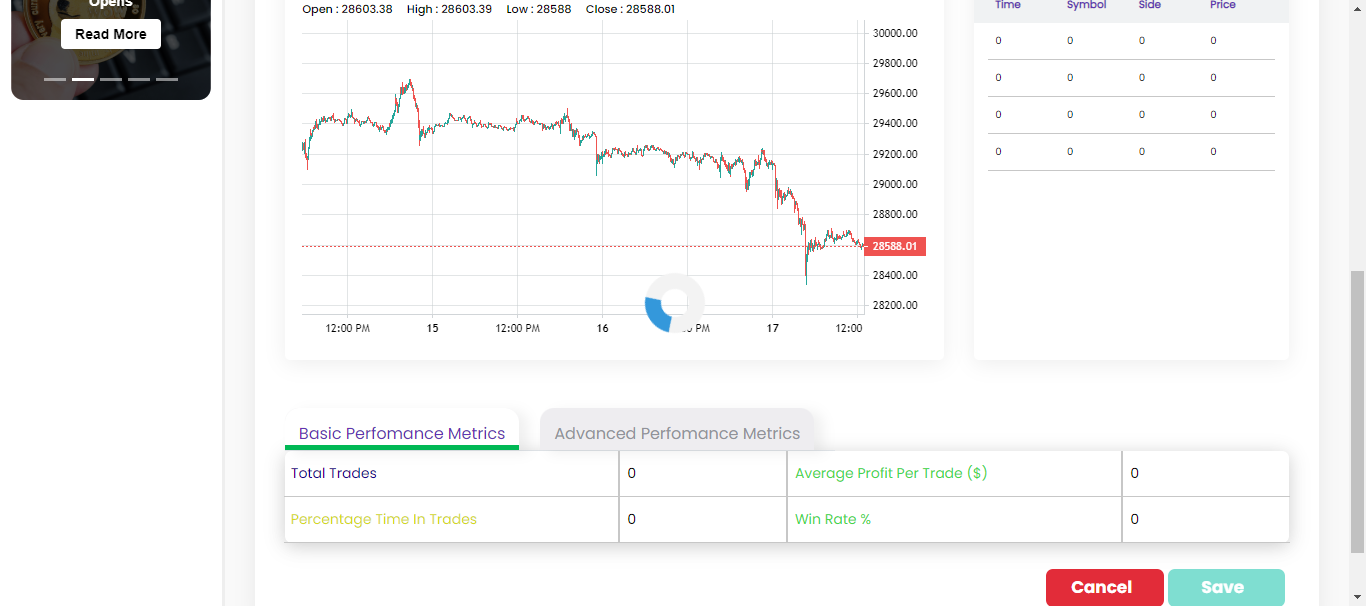 Opens
Read More
Open : 28603.38 High : 28603.39 Low : 28588 Close : 28588.01
30000.00
29800.00
29600.00
29400.00
29200.00
29000.00
28800.00
28588.01
28400.00
28200.00
12:00 PM 15 12:00 PM 16 PM 17 12:00
Time Symbol Side Price
0 0 0 0
0 0 0 0
0 0 0 0
0 0 0 0
Basic Perfomance Metrics Advanced Perfomance Metrics
Total Trades 0 Average Profit Per Trade ($) 0
Percentage Time In Trades 0 Win Rate % 0
Cancel Save